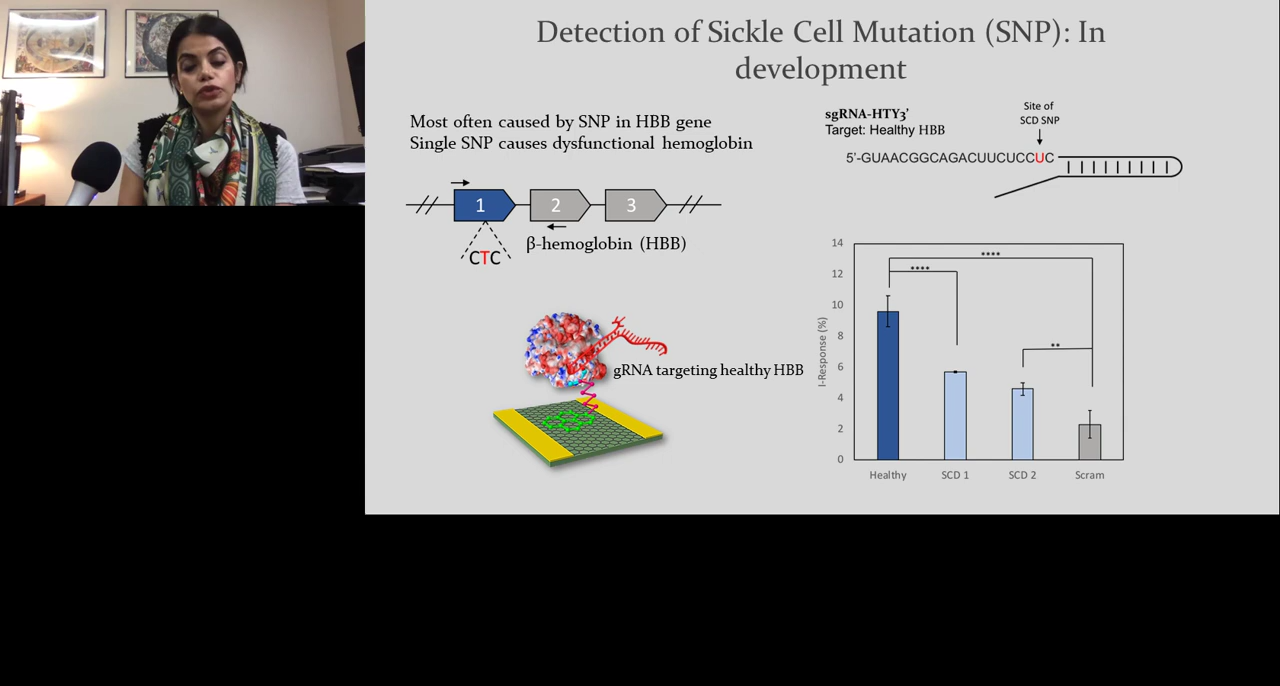 Detection of Sickle Cell Mutation (SNP): In
development
Most often caused by SNP in HBB gene
Single SNP causes dysfunctional hemoglobin
1
2
3
CTC
β-hemoglobin (HBB)
gRNA targeting healthy HBB
sgRNA-HTY3'
Target: Healthy HBB
Site of
SCD SNP
5'-GUAACGGCAGACUUCUCCUC
14
12
10
8
6
4
2
0
I-Response (%)
****
****
**
Healthy
SCD 1
SCD 2
Scram